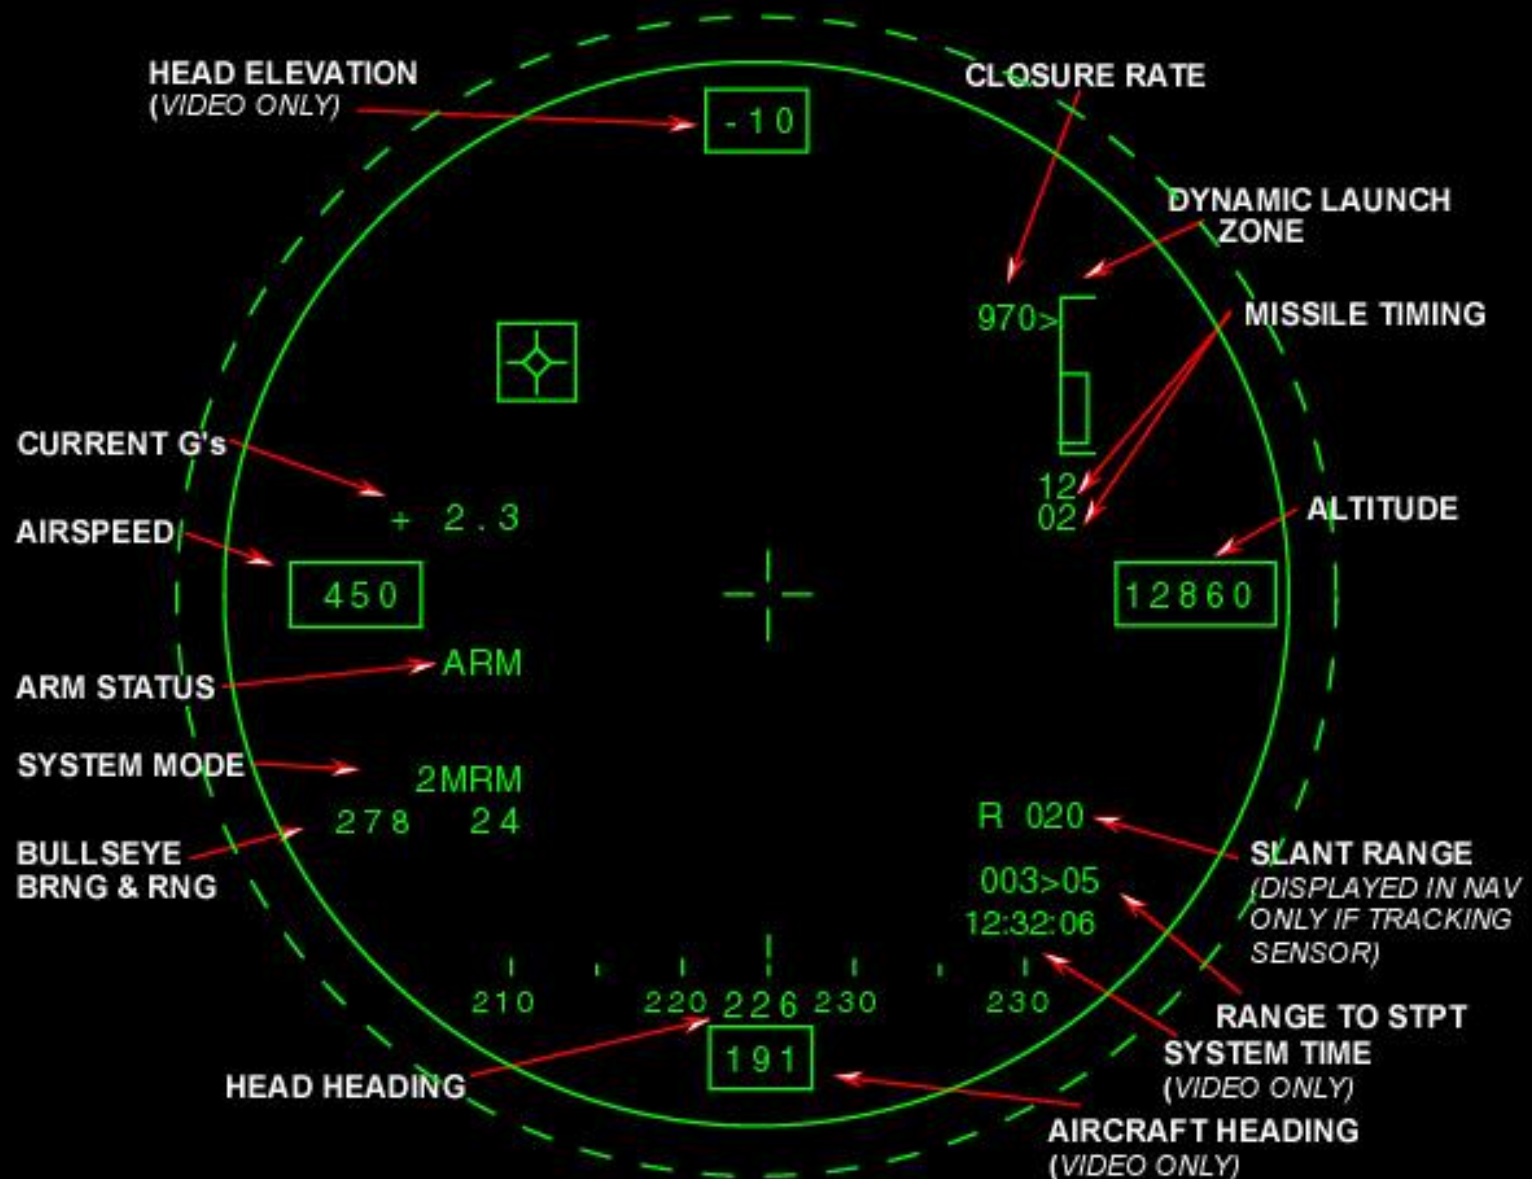 HEAD ELEVATION
(VIDEO ONLY)
-10
CLOSURE RATE
DYNAMIC LAUNCH
ZONE
970>
MISSILE TIMING
CURRENT G's
+ 2.3
12
02
ALTITUDE
AIRSPEED
450
12860
ARM STATUS
ARM
SYSTEM MODE
2MRM
278 24
BULLSEYE
BRNG & RNG
R 020
SLANT RANGE
(DISPLAYED IN NAV
ONLY IF TRACKING
SENSOR)
003>05
12:32:06
210 220 226 230 230
RANGE TO STPT
SYSTEM TIME
(VIDEO ONLY)
191
HEAD HEADING
AIRCRAFT HEADING
(VIDEO ONLY)